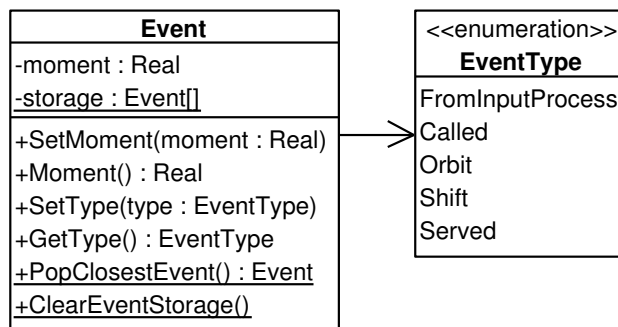 Event
-moment : Real
-storage : Event[]
+SetMoment(moment : Real)
+Moment() : Real
+SetType(type : EventType)
+GetType() : EventType
+PopClosestEvent() : Event
+ClearEventStorage()
<<enumeration>>
EventType
FromInputProcess
Called
Orbit
Shift
Served